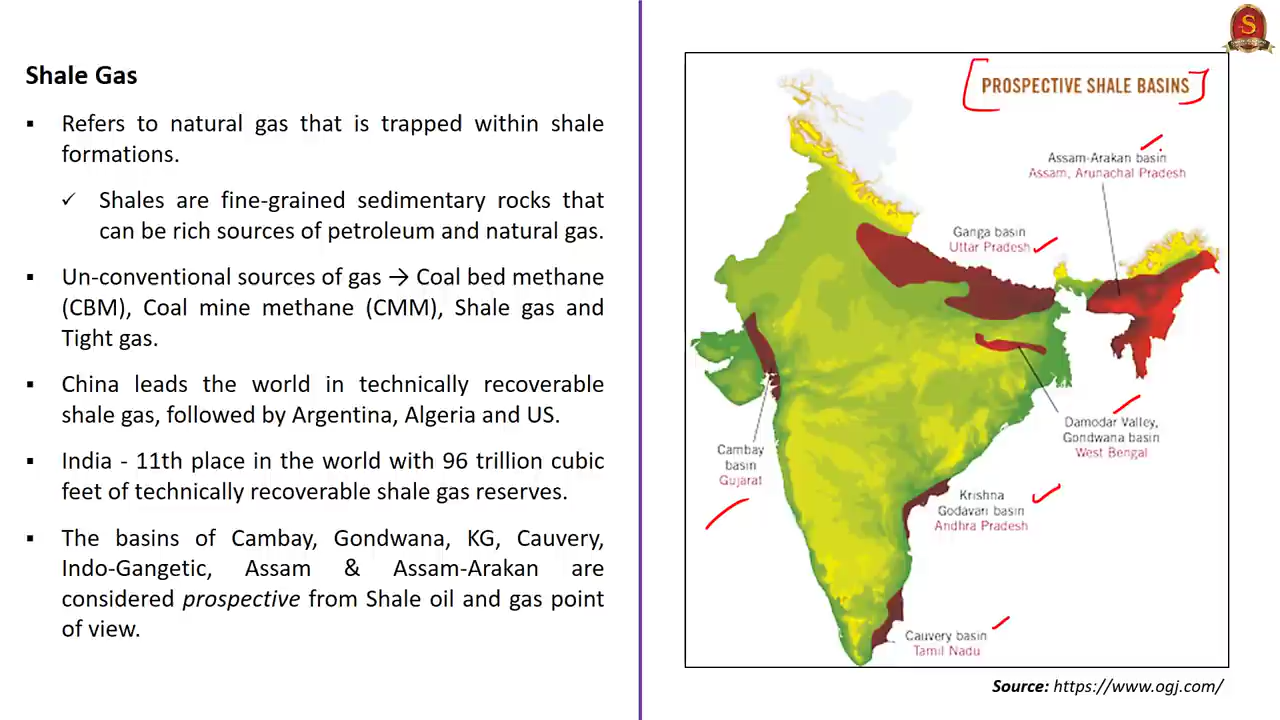 Shale Gas
▪ Refers to natural gas that is trapped within shale
formations.
✓ Shales are fine-grained sedimentary rocks that
can be rich sources of petroleum and natural gas.
▪ Un-conventional sources of gas → Coal bed methane
(CBM), Coal mine methane (CMM), Shale gas and
Tight gas.
▪ China leads the world in technically recoverable
shale gas, followed by Argentina, Algeria and US.
▪ India - 11th place in the world with 96 trillion cubic
feet of technically recoverable shale gas reserves.
▪ The basins of Cambay, Gondwana, KG, Cauvery,
Indo-Gangetic, Assam & Assam-Arakan are
considered prospective from Shale oil and gas point
of view.
S
PROSPECTIVE SHALE BASINS
Assam-Arakan basin
Assam, Arunachal Pradesh
Ganga basin
Uttar Pradesh
Damodar Valley,
Gondwana basin
West Bengal
Cambay
basin
Gujarat
Krishna
Godavari basin
Andhra Pradesh
Cauvery basin
Tamil Nadu
Source: https://www.ogj.com/